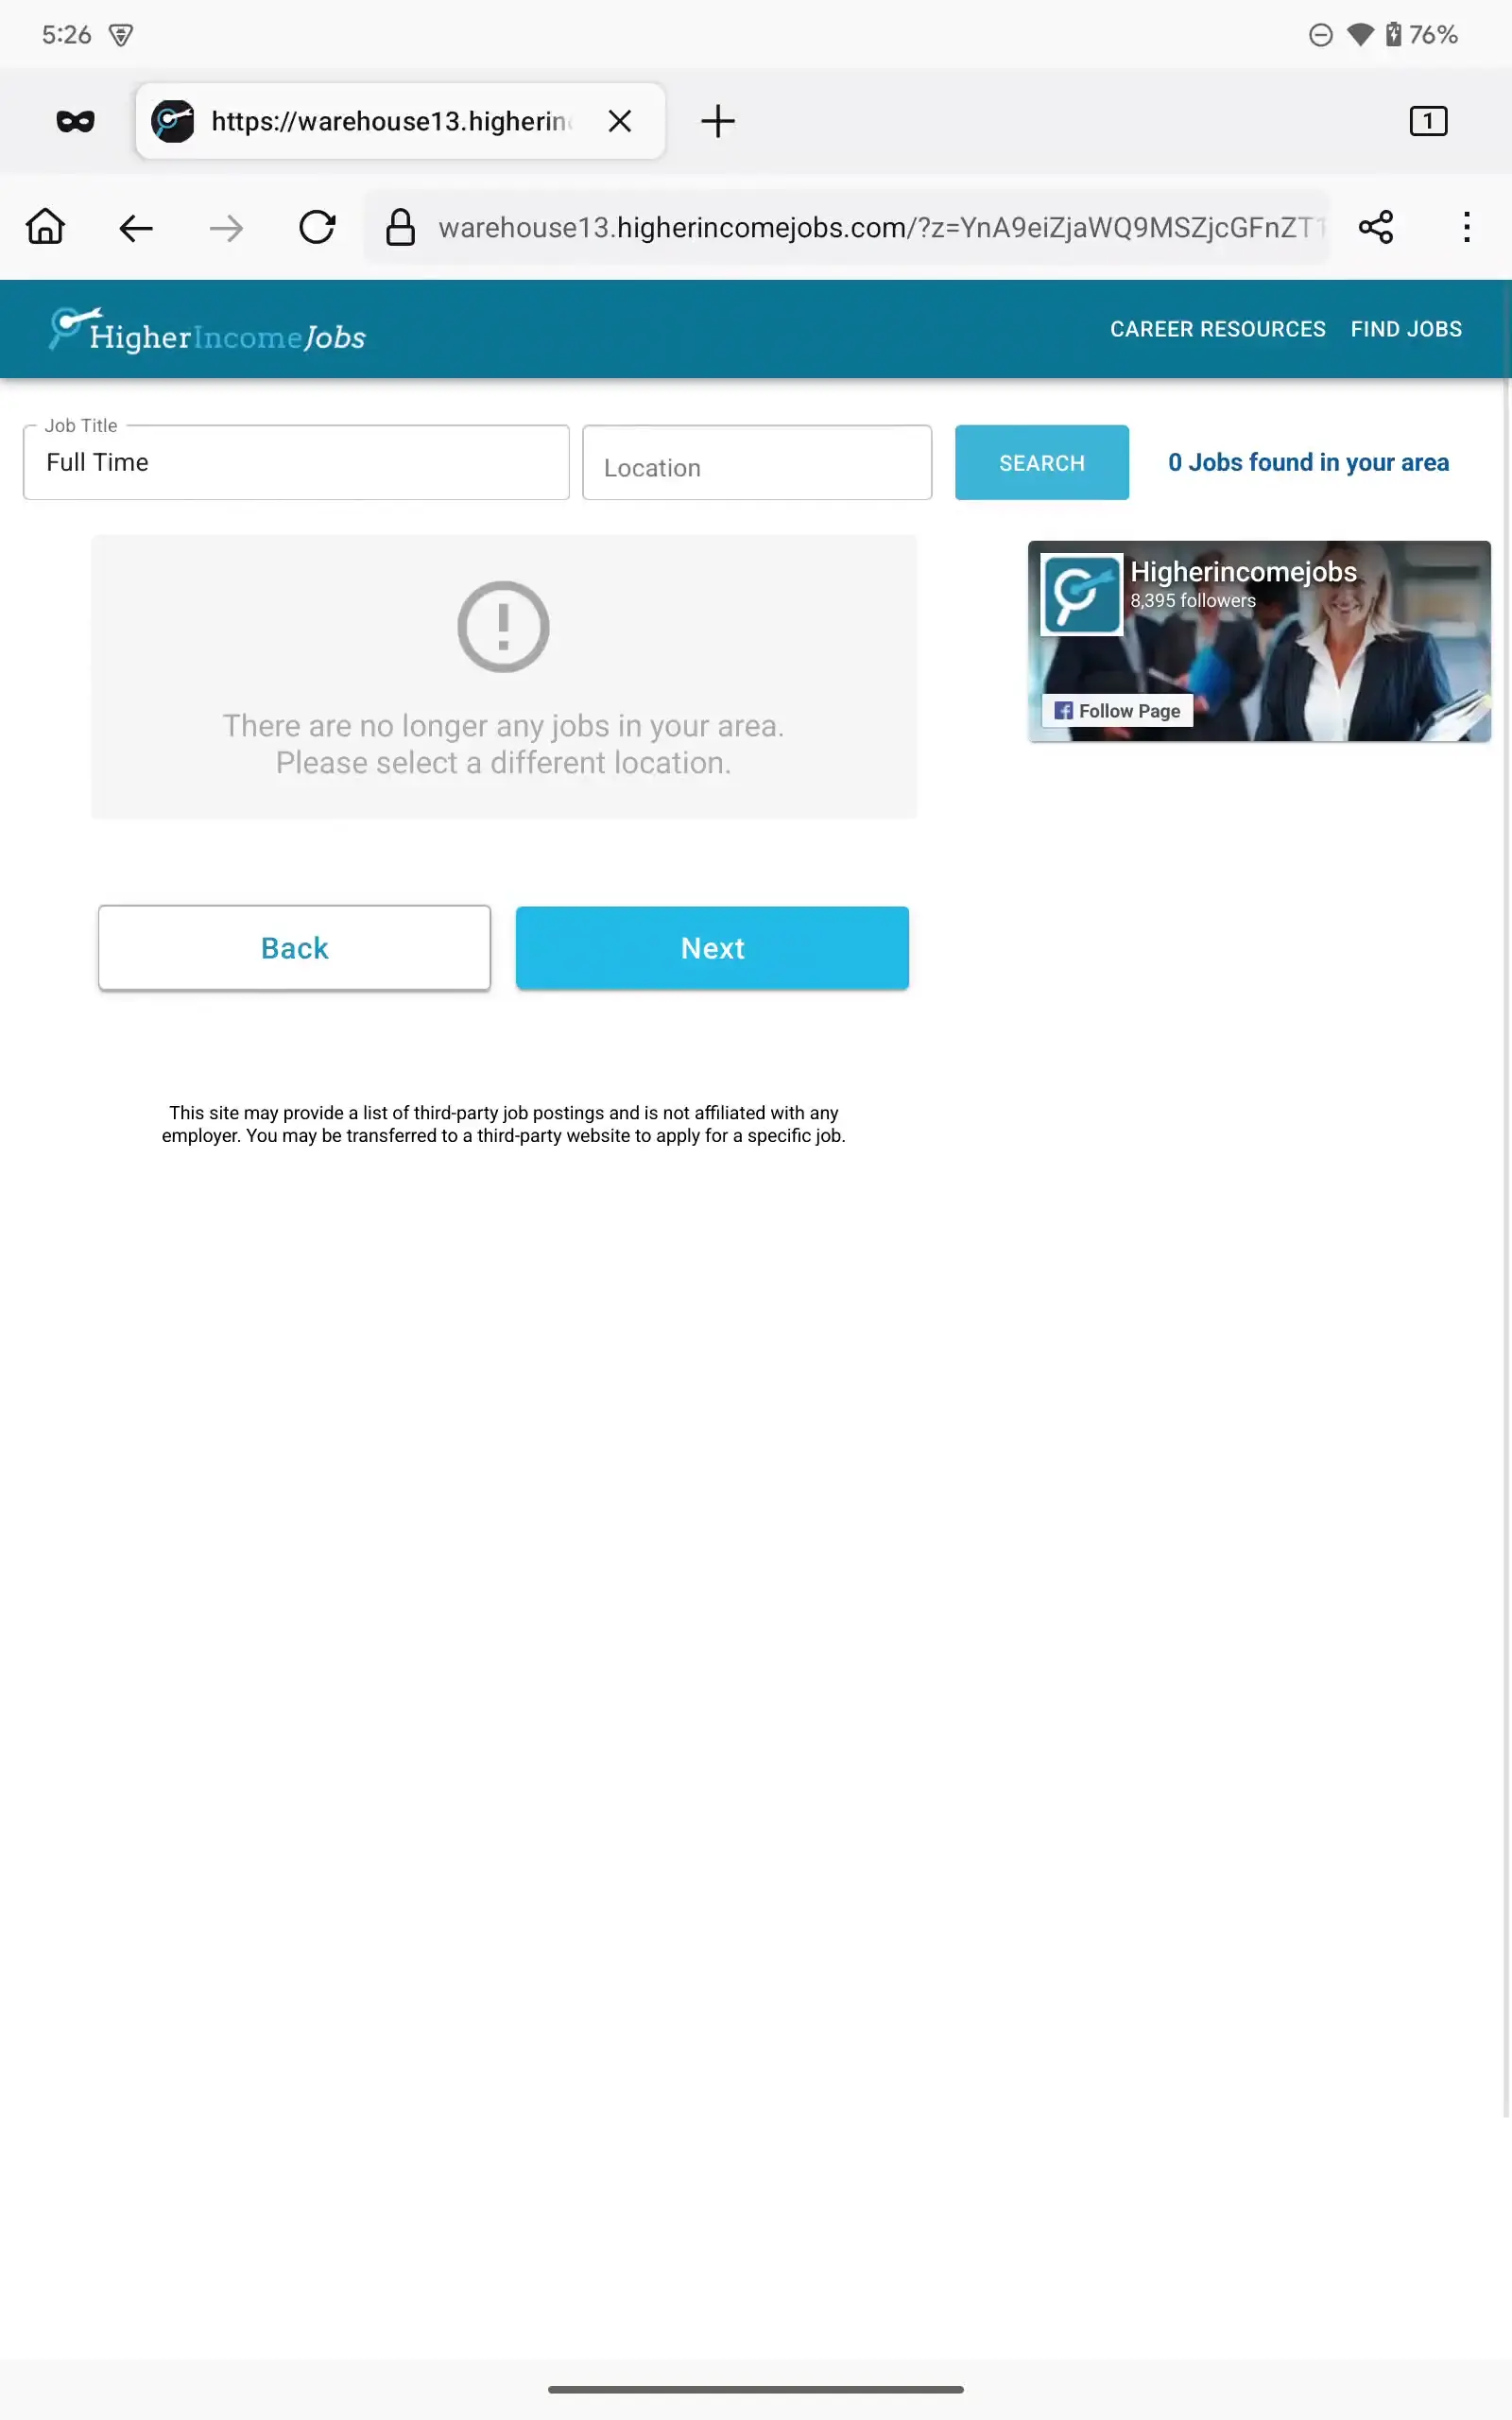 5:26
76%
https://warehouse13.higherin
1
warehouse13.higherincomejobs.com/?z=YnA9eiZjaWQ9MSZjcGFnZT1
HigherIncomeJobs
CAREER RESOURCES FIND JOBS
Job Title
Full Time
Location
SEARCH
0 Jobs found in your area
Higherincomejobs
8,395 followers
Follow Page
There are no longer any jobs in your area.
Please select a different location.
Back
Next
This site may provide a list of third-party job postings and is not affiliated with any
employer. You may be transferred to a third-party website to apply for a specific job.